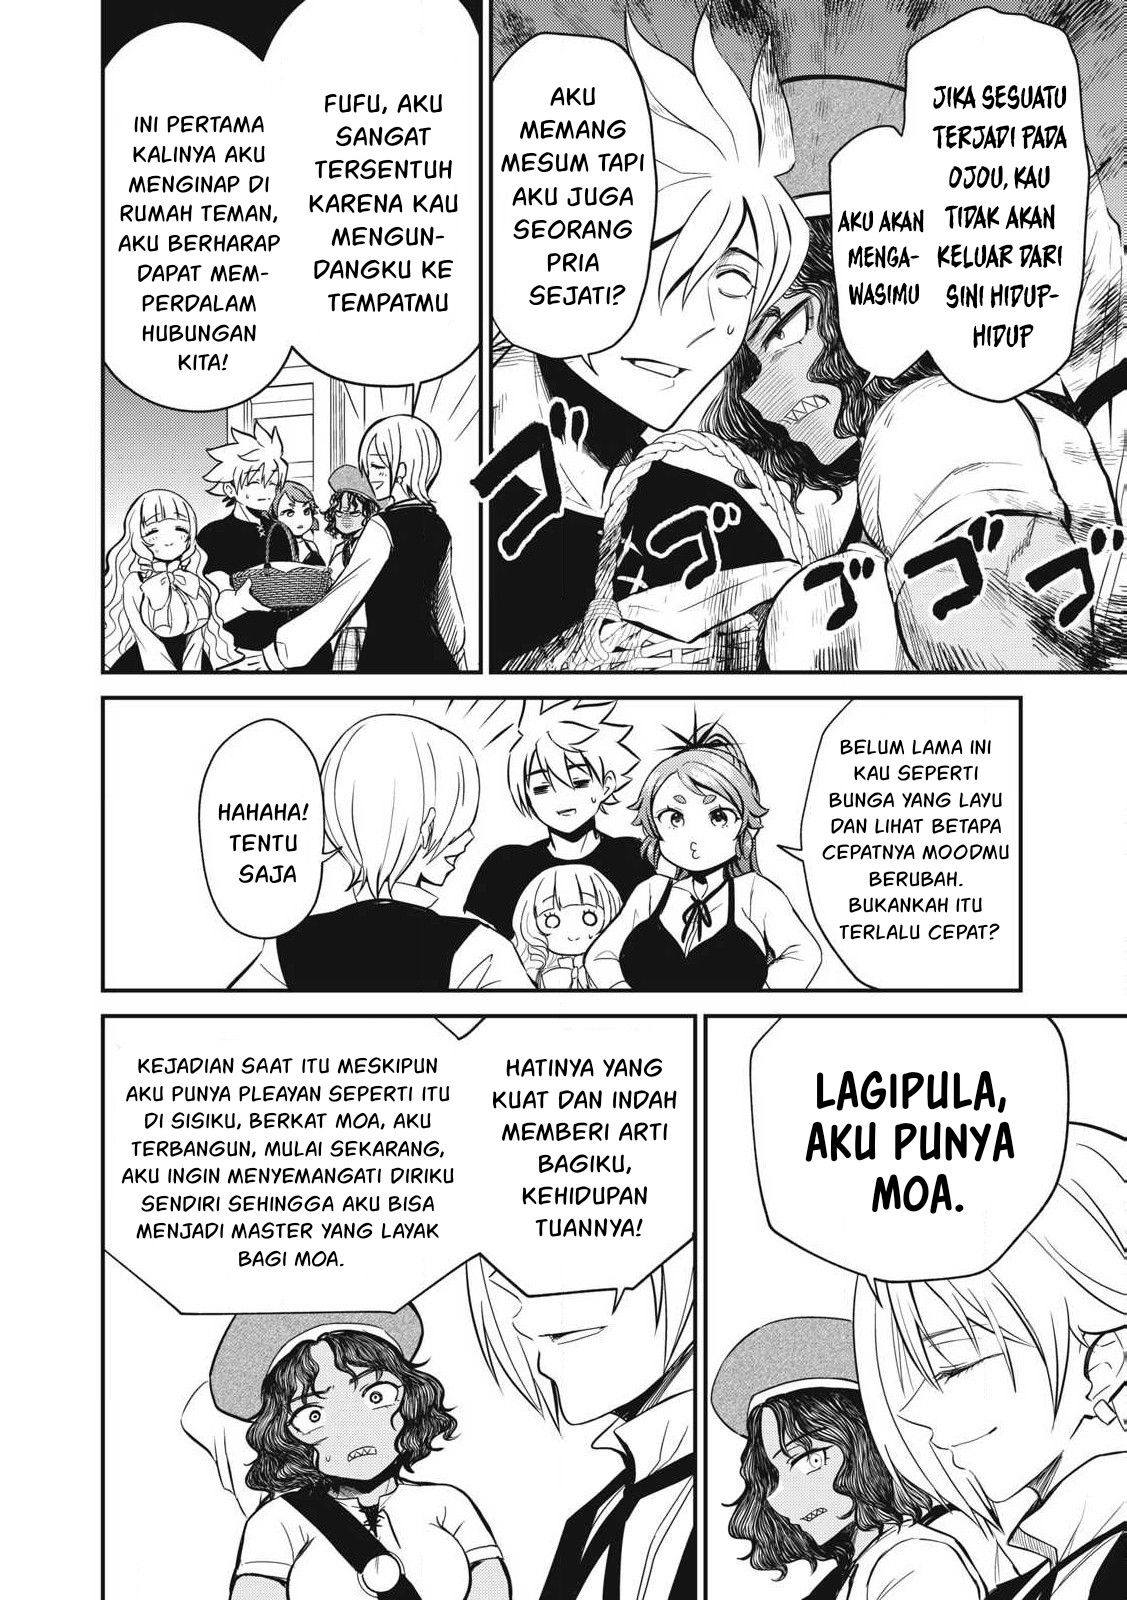 JIKA SESUATU
TERJADI PADA
OJOU, KAU
TIDAK AKAN
KELUAR DARI
SINI HIDUP-
HIDUP
AKU AKAN
MENGA-
WASIMU
AKU
MEMANG
MESUM TAPI
AKU JUGA
SEORANG
PRIA
SEJATI?
ゴ
ゴ
ゴ
ゴ
FUFU, AKU
SANGAT
TERSENTUH
KARENA KAU
MENGUN-
DANGKU KE
TEMPATMU
INI PERTAMA
KALINYA AKU
MENGINAP DI
RUMAH TEMAN,
AKU BERHARAP
DAPAT MEM-
PERDALAM
HUBUNGAN
KITA!
BELUM LAMA INI
KAU SEPERTI
BUNGA YANG LAYU
DAN LIHAT BETAPA
CEPATNYA MOODMU
BERUBAH.
BUKANKAH ITU
TERLALU CEPAT?
HAHAHA!
TENTU
SAJA
LAGIPULA,
AKU PUNYA
MOA.
HATINYA YANG
KUAT DAN INDAH
MEMBERI ARTI
BAGIKU,
KEHIDUPAN
TUANNYA!
KEJADIAN SAAT ITU MESKIPUN
AKU PUNYA PLEAYAN SEPERTI ITU
DI SISIKU, BERKAT MOA, AKU
TERBANGUN, MULAI SEKARANG,
AKU INGIN MENYEMANGATI DIRIKU
SENDIRI SEHINGGA AKU BISA
MENJADI MASTER YANG LAYAK
BAGI MOA.